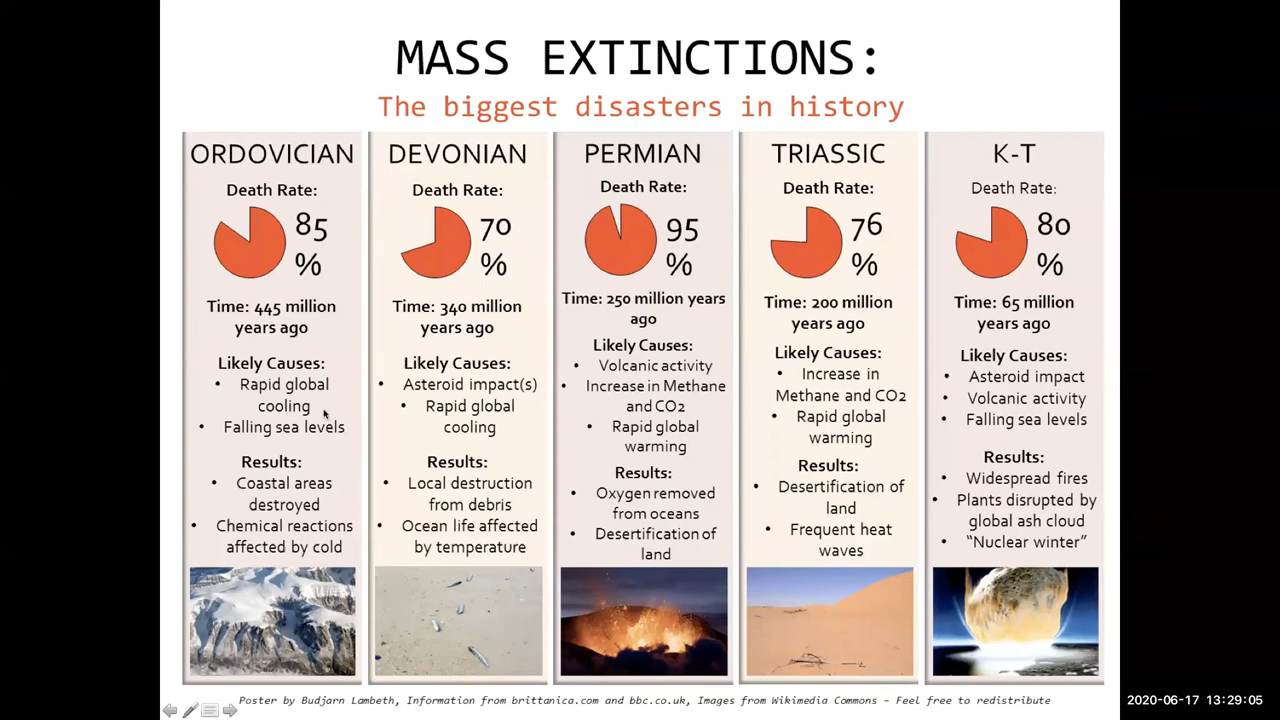 MASS EXTINCTIONS:
The biggest disasters in history
ORDOVICIAN
Death Rate:
85
%
Time: 445 million
years ago
Likely Causes:
• Rapid global
cooling
• Falling sea levels
Results:
• Coastal areas
destroyed
• Chemical reactions
affected by cold
DEVONIAN
Death Rate:
70
%
Time: 340 million
years ago
Likely Causes:
• Asteroid impact(s)
• Rapid global
cooling
Results:
• Local destruction
from debris
• Ocean life affected
by temperature
PERMIAN
Death Rate:
95
%
Time: 250 million years
ago
Likely Causes:
• Volcanic activity
• Increase in Methane
and CO2
• Rapid global
warming
Results:
• Oxygen removed
from oceans
• Desertification of
land
TRIASSIC
Death Rate:
76
%
Time: 200 million
years ago
Likely Causes:
• Increase in
Methane and CO2
• Rapid global
warming
Results:
• Desertification of
land
• Frequent heat
waves
K-T
Death Rate:
80
%
Time: 65 million
years ago
Likely Causes:
• Asteroid impact
• Volcanic activity
• Falling sea levels
Results:
• Widespread fires
• Plants disrupted by
global ash cloud
• “Nuclear winter”
Poster by Budjarn Lambeth, Information from brittanica.com and bbc.co.uk, Images from Wikimedia Commons – Feel free to redistribute
2020-06-17 13:29:05